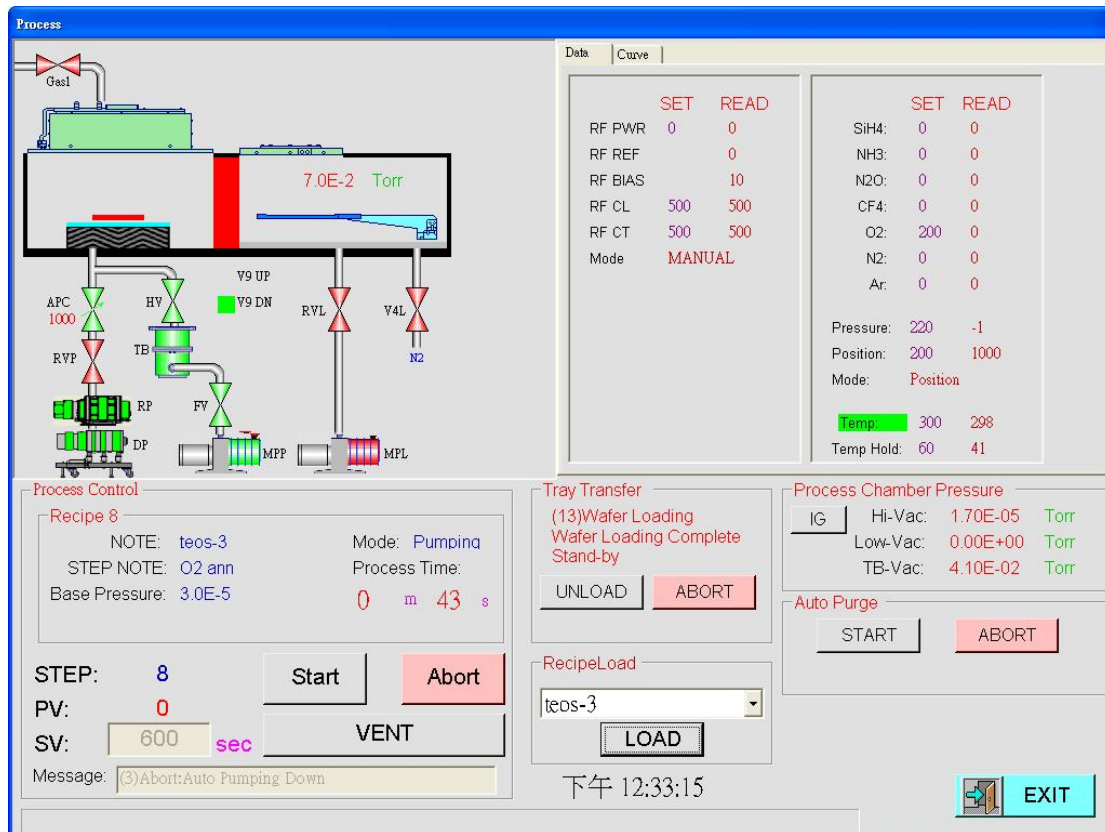 Process
Gas1
7.0E-2 Torr
V9 UP
V9 DN
APC
1000
HV
RVL
V4L
RVP
TB
N2
RP
FV
DP
MPP
MPL
Data Curve
SET READ
RF PWR 0 0
RF REF 0
RF BIAS 10
RF CL 500 500
RF CT 500 500
Mode MANUAL
SET READ
SiH4: 0 0
NH3: 0 0
N2O: 0 0
CF4: 0 0
O2: 200 0
N2: 0 0
Ar: 0 0
Pressure: 220 -1
Position: 200 1000
Mode: Position
Temp: 300 298
Temp Hold: 60 41
Process Control
Recipe 8
NOTE: teos-3 Mode: Pumping
STEP NOTE: O2 ann Process Time:
Base Pressure: 3.0E-5 0 m 43 s
STEP: 8
PV: 0
SV: 600 sec
Start Abort
VENT
Message: (3)Abort:Auto Pumping Down
Tray Transfer
(13)Wafer Loading
Wafer Loading Complete
Stand-by
UNLOAD ABORT
RecipeLoad
teos-3
LOAD
下午 12:33:15
Process Chamber Pressure
IG Hi-Vac: 1.70E-05 Torr
Low-Vac: 0.00E+00 Torr
TB-Vac: 4.10E-02 Torr
Auto Purge
START ABORT
EXIT